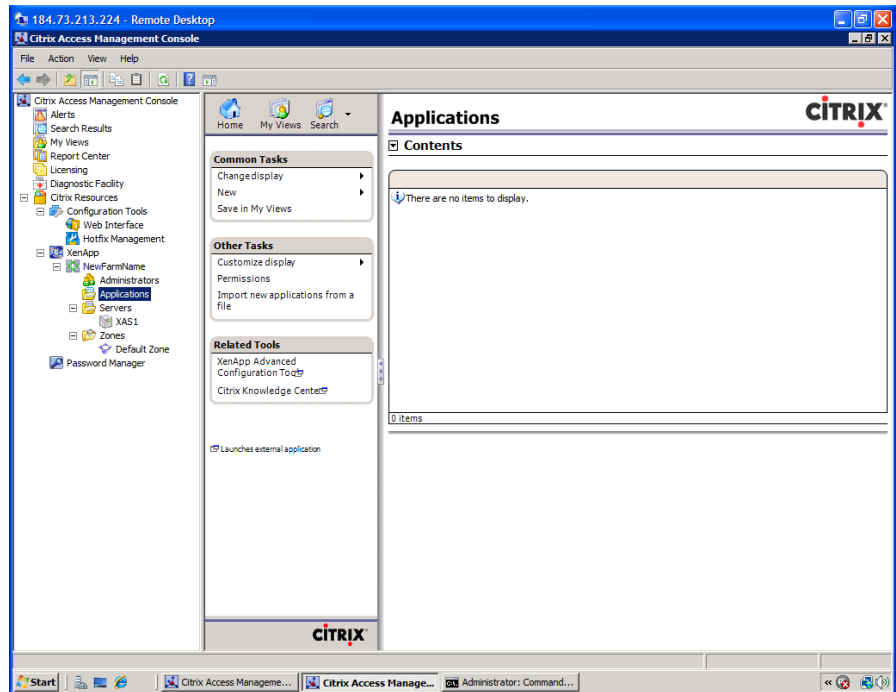 184.73.213.224 - Remote Desktop
Citrix Access Management Console
File Action View Help
Citrix Access Management Console
Alerts
Search Results
My Views
Report Center
Licensing
Diagnostic Facility
Citrix Resources
Configuration Tools
Web Interface
Hotfix Management
XenApp
NewFarmName
Administrators
Applications
Servers
XAS1
Zones
Default Zone
Password Manager
Home My Views Search
Common Tasks
Change display
New
Save in My Views
Other Tasks
Customize display
Permissions
Import new applications from a
file
Related Tools
XenApp Advanced
Configuration Tool
Citrix Knowledge Center
Launches external application
CITRIX
Applications
CITRIX
Contents
There are no items to display.
0 items
Start
Citrix Access Manageme...
Citrix Access Manage...
Administrator: Command...